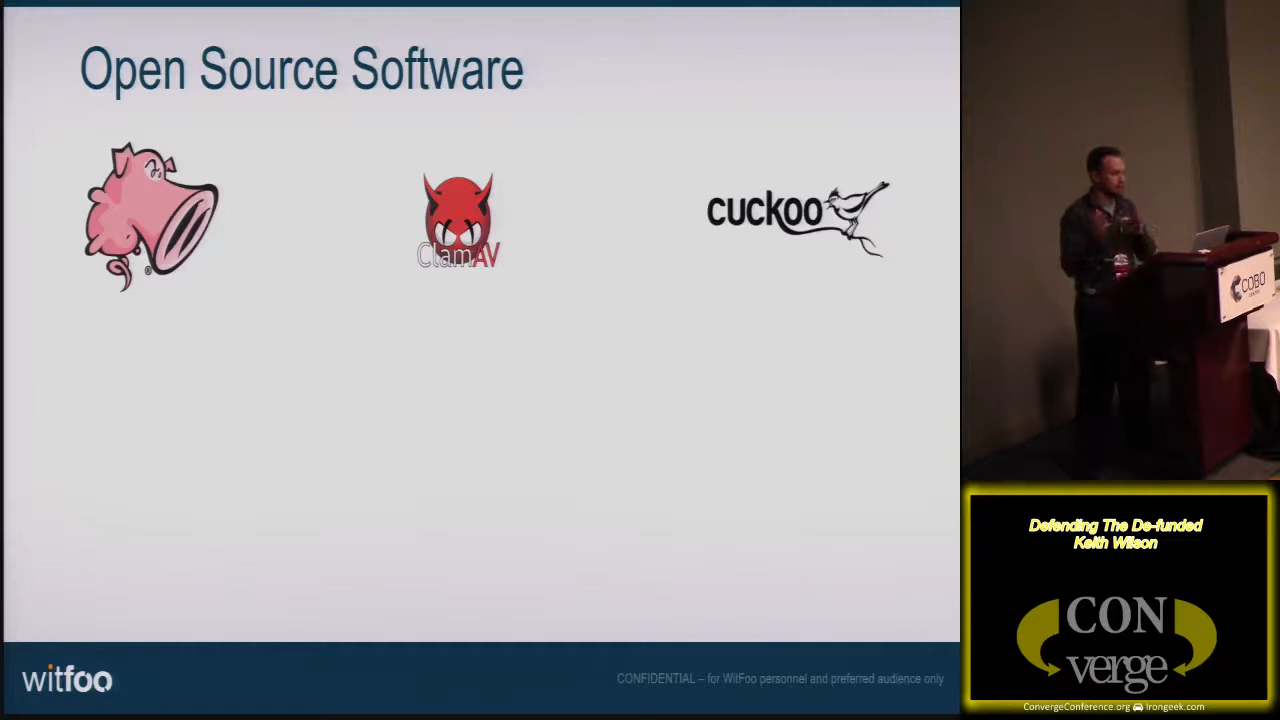 Open Source Software
®
ClamAV
cuckoo
witfoo
CONFIDENTIAL – for WitFoo personnel and preferred audience only
COBO
Defending The De-funded
Keith Wilson
CON
verge
ConvergeConference.org Irongeek.com